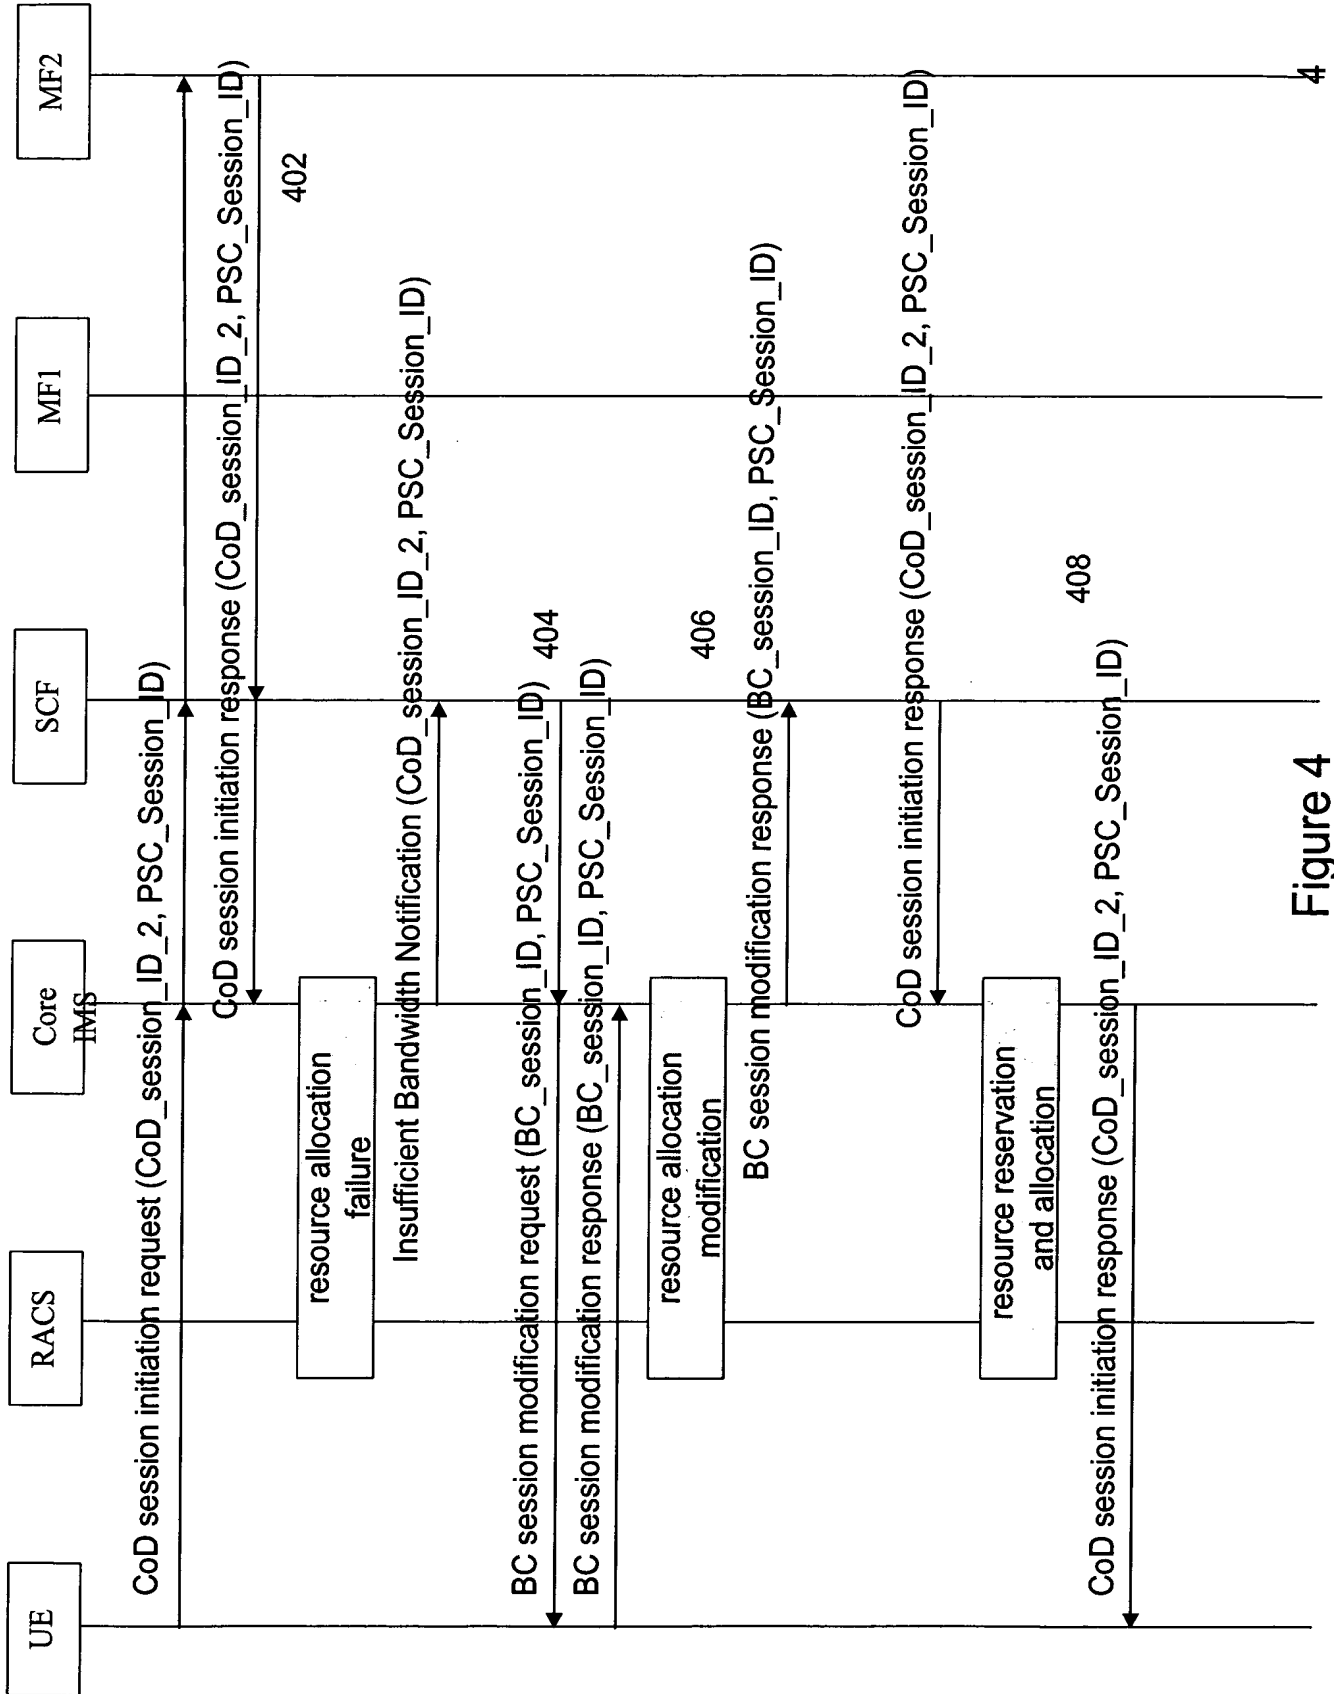 UE
RACS
Core
IMS
SCF
MF1
MF2
CoD session initiation request (CoD_session_ID_2, PSC_Session_ID)
CoD session initiation response (CoD_session_ID_2, PSC_Session_ID)
402
resource allocation
failure
Insufficient Bandwidth Notification (CoD_session_ID_2, PSC_Session_ID)
BC session modification request (BC_session_ID, PSC_Session_ID)
404
BC session modification response (BC_session_ID, PSC_Session_ID)
resource allocation
modification
406
BC session modification response (BC_session_ID, PSC_Session_ID)
CoD session initiation response (CoD_session_ID_2, PSC_Session_ID)
resource reservation
and allocation
408
CoD session initiation response (CoD_session_ID_2, PSC_Session_ID)
Figure 4
4